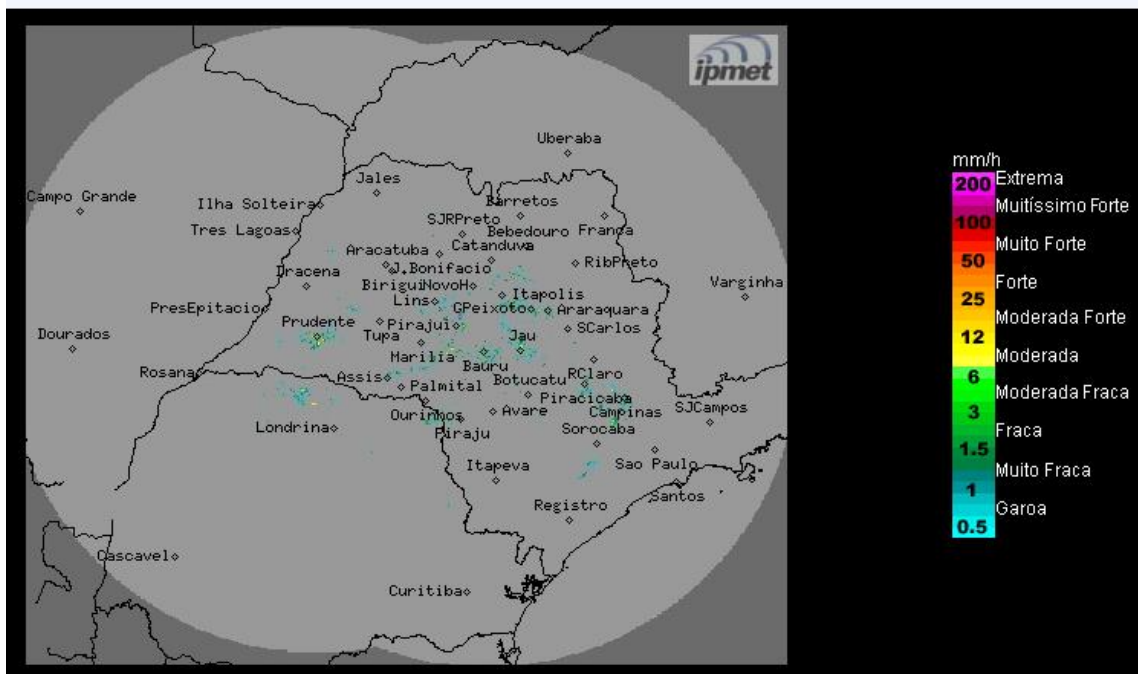 ipmet
Uberaba
Jales
Campo Grande
Ilha Solteira
Barretos
SJRPreto
Tres Lagoas
Bebedouro
Franca
Aracatuba
Catanduva
Dracena
J.Bonifacio
RibPreto
Varginha
Birigui
NovoH
Itapolis
PresEpitacio
Lins
GPeixoto
Araraquara
Prudente
Pirajui
SCarlos
Dourados
Tupa
Jau
Marilia
Bauru
Rosana
Assis
Botucatu
RClaro
Palmital
Piracicaba
Ourinhos
Avare
Campinas
SJCampos
Londrina
Piraju
Sorocaba
Itapeva
Sao Paulo
Santos
Registro
Cascavel
Curitiba
mm/h
200 Extrema
Muitíssimo Forte
100
Muito Forte
50
Forte
25
Moderada Forte
12
Moderada
6
Moderada Fraca
3
Fraca
1.5
Muito Fraca
1
Garoa
0.5